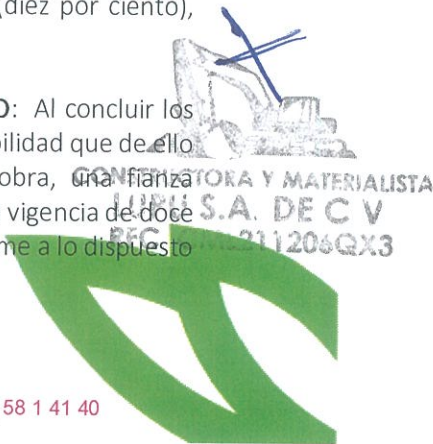 (diez por ciento),
O: Al concluir los
bilidad que de ello
obra, una fianza
vigencia de doce
me a lo dispuesto
CONSTRUCTORA Y MATERIALISTA
S.A. DE C V
211206QX3
58 1 41 40